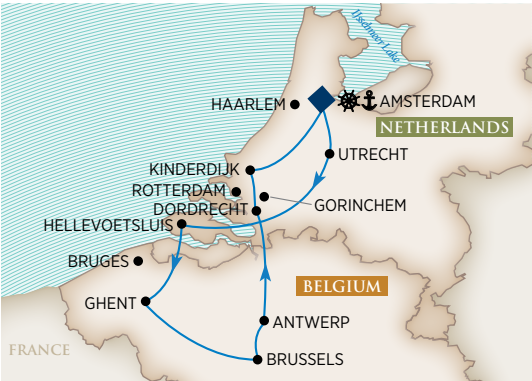 IJsselmeer Lake
HAARLEM
AMSTERDAM
NETHERLANDS
UTRECHT
KINDERDIJK
ROTTERDAM
GORINCHEM
DORDRECHT
HELLEVOETSLUIS
BRUGES
BELGIUM
GHENT
ANTWERP
FRANCE
BRUSSELS